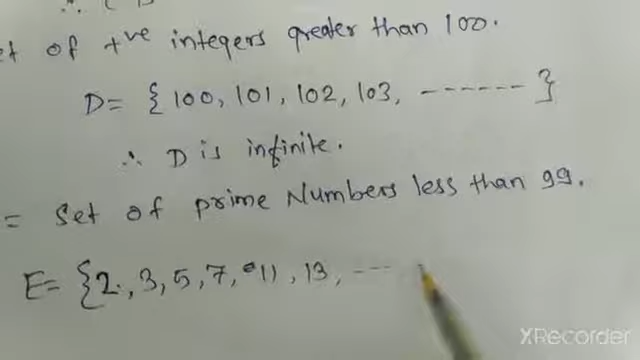 of +ve integers greater than 100.
D = { 100, 101, 102, 103, ------ }
∴ D is infinite.
= Set of prime Numbers less than 99.
E = { 2, 3, 5, 7, 11, 13, ----
XRecorder